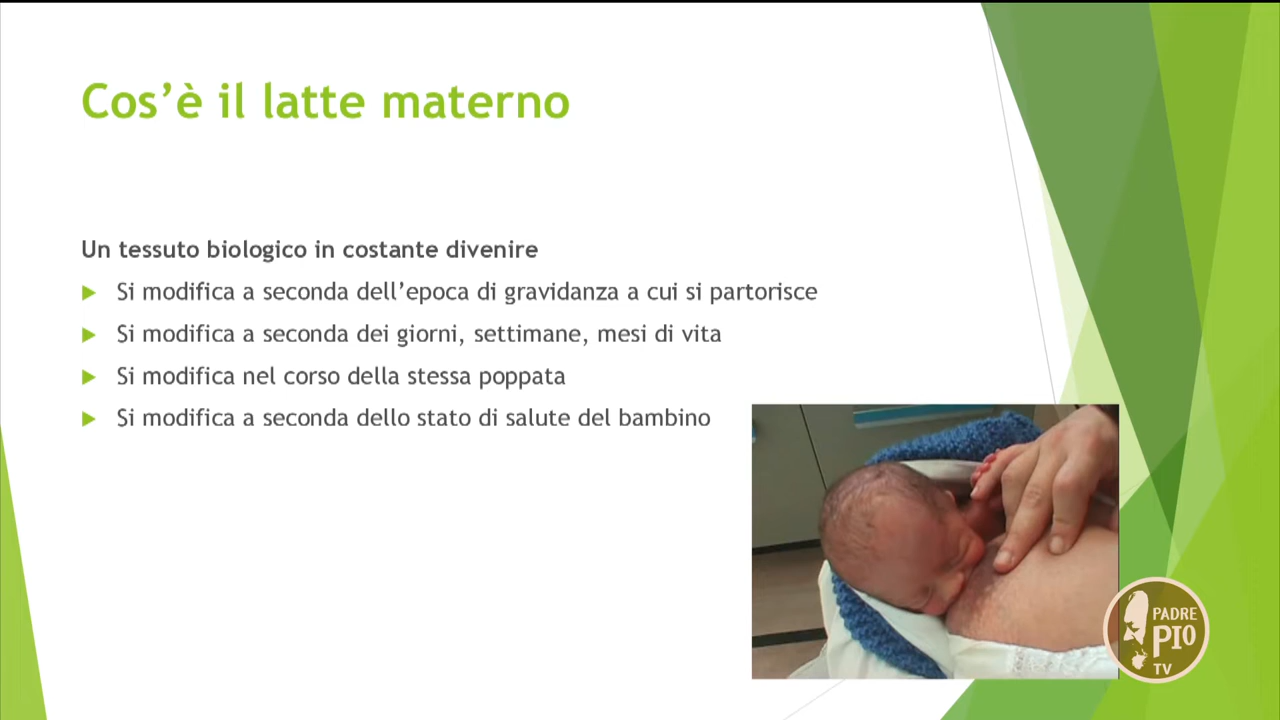 Cos’è il latte materno
Un tessuto biologico in costante divenire
Si modifica a seconda dell’epoca di gravidanza a cui si partorisce
Si modifica a seconda dei giorni, settimane, mesi di vita
Si modifica nel corso della stessa poppata
Si modifica a seconda dello stato di salute del bambino
PADRE
PIO
TV